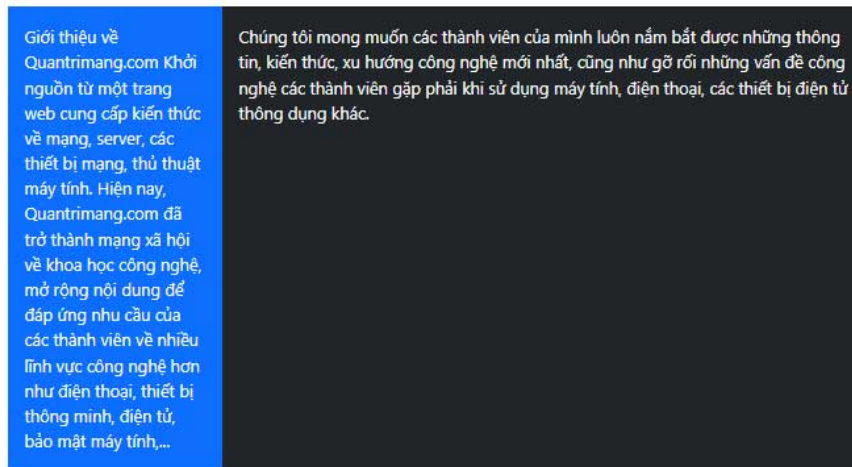 Giới thiệu về
Quantrimang.com Khởi
nguồn từ một trang
web cung cấp kiến thức
về mạng, server, các
thiết bị mạng, thủ thuật
máy tính. Hiện nay,
Quantrimang.com đã
trở thành mạng xã hội
về khoa học công nghệ,
mở rộng nội dung để
đáp ứng nhu cầu của
các thành viên về nhiều
lĩnh vực công nghệ hơn
như điện thoại, thiết bị
thông minh, điện tử,
bảo mật máy tính,...
Chúng tôi mong muốn các thành viên của mình luôn nắm bắt được những thông
tin, kiến thức, xu hướng công nghệ mới nhất, cũng như gỡ rối những vấn đề công
nghệ các thành viên gặp phải khi sử dụng máy tính, điện thoại, các thiết bị điện tử
thông dụng khác.